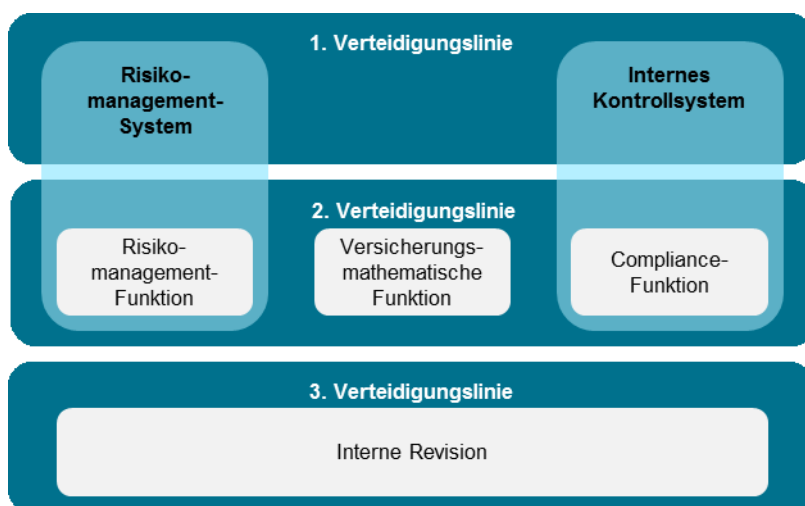 1. Verteidigungslinie
Risiko-
management-
System
Internes
Kontrollsystem
2. Verteidigungslinie
Risiko-
management-
Funktion
Versicherungs-
mathematische
Funktion
Compliance-
Funktion
3. Verteidigungslinie
Interne Revision